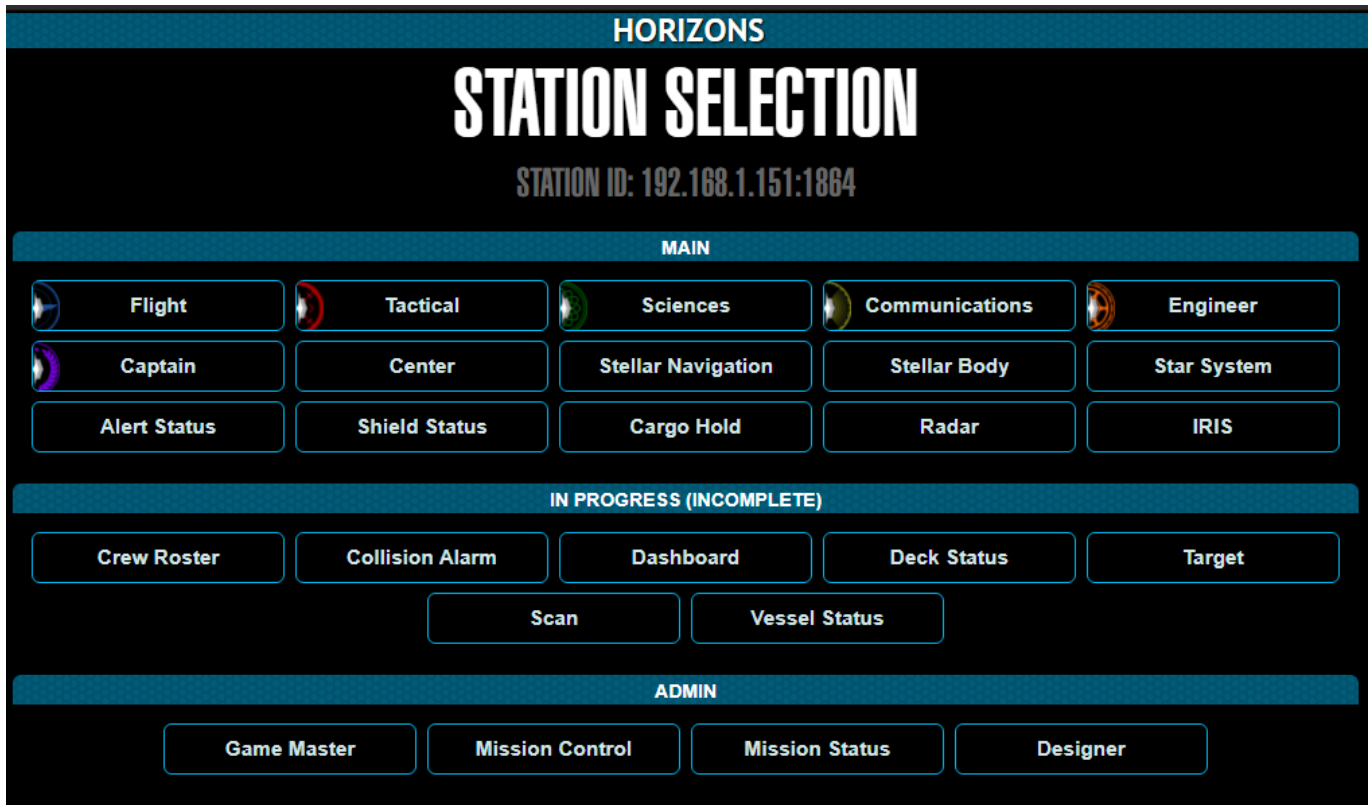 HORIZONS
STATION SELECTION
STATION ID: 192.168.1.151:1864
MAIN
Flight Tactical Sciences Communications Engineer
Captain Center Stellar Navigation Stellar Body Star System
Alert Status Shield Status Cargo Hold Radar IRIS
IN PROGRESS (INCOMPLETE)
Crew Roster Collision Alarm Dashboard Deck Status Target
Scan Vessel Status
ADMIN
Game Master Mission Control Mission Status Designer